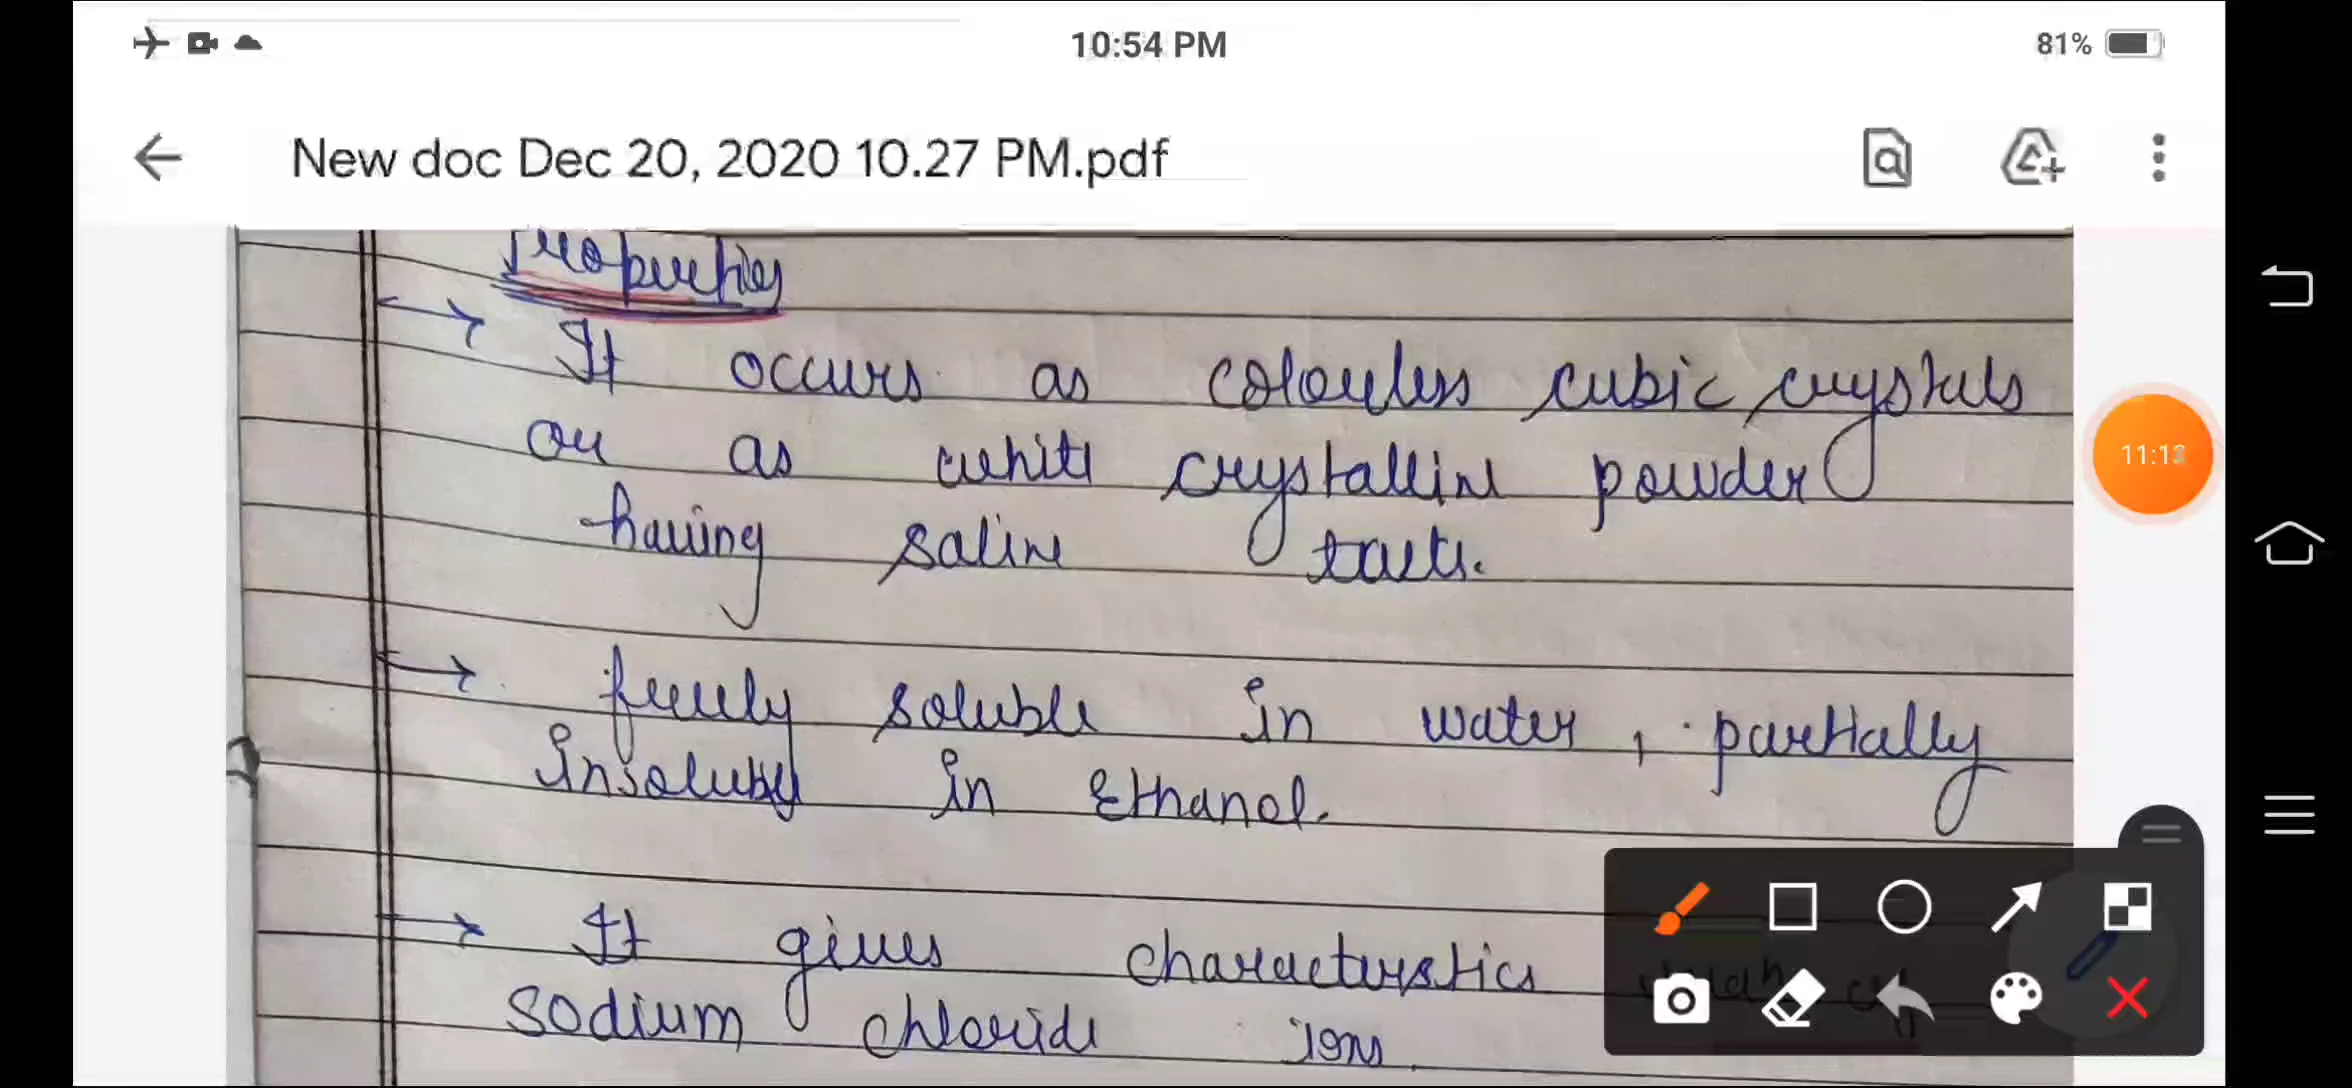 10:54 PM
81%
New doc Dec 20, 2020 10.27 PM.pdf
Properties
→ It occurs as colourless cubic crystals
or as white crystalline powder
having saline taste.
11:13
→ freely soluble in water, partially
insoluble in Ethanol.
→ It gives characterstics
sodium chloride ions